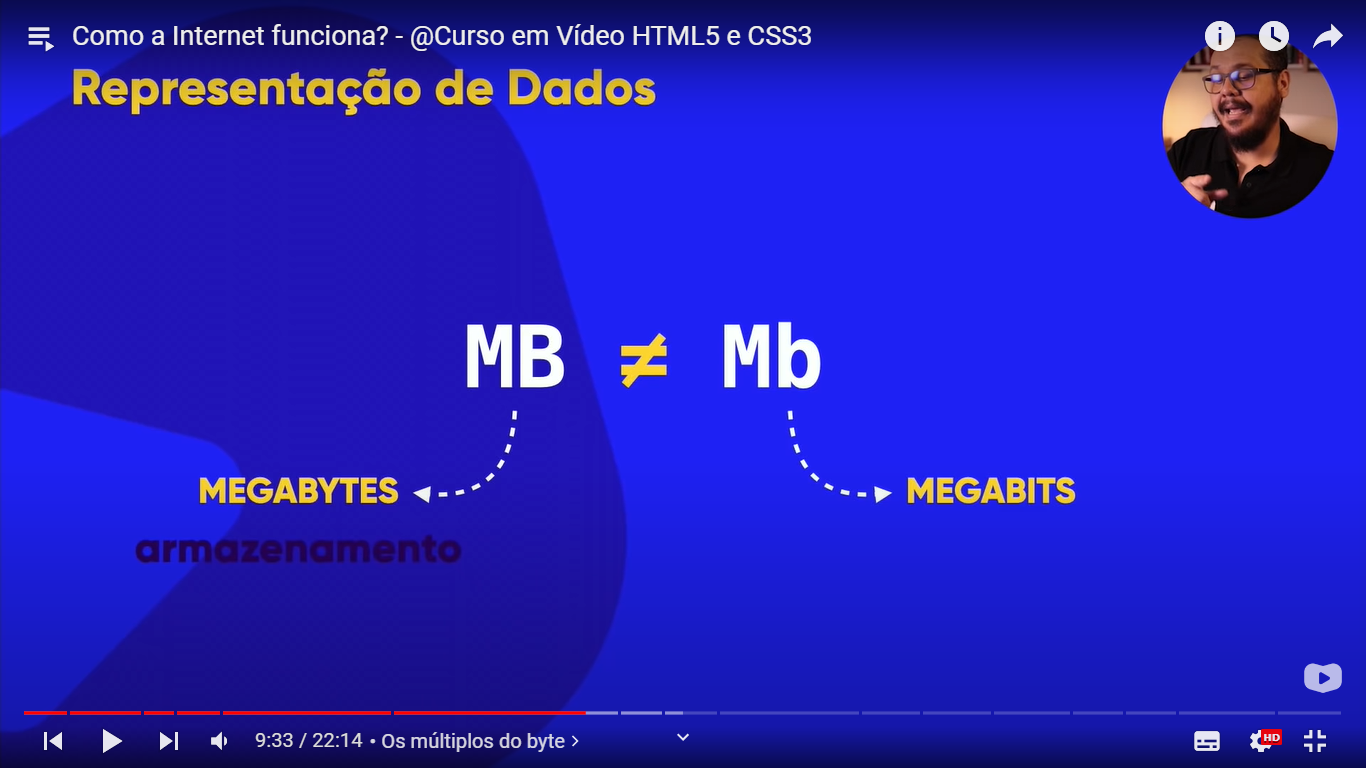 Como a Internet funciona? - @Curso em Vídeo HTML5 e CSS3
Representação de Dados
MB ≠ Mb
MEGABYTES
MEGABITS
armazenamento
9:33 / 22:14 • Os múltiplos do byte
HD